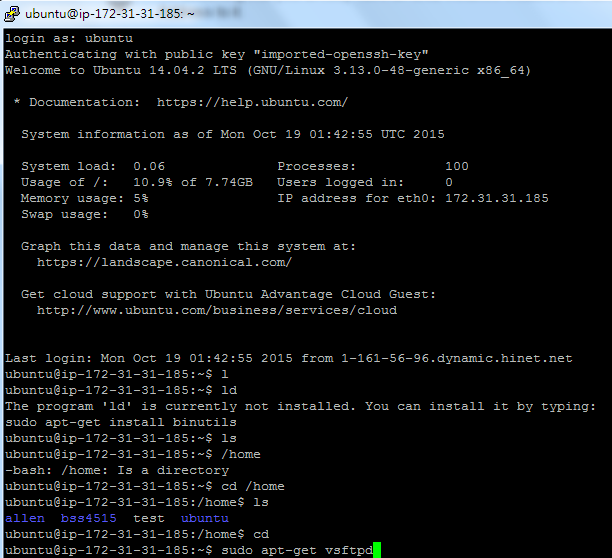 ubuntu@ip-172-31-31-185: ~
login as: ubuntu
Authenticating with public key "imported-openssh-key"
Welcome to Ubuntu 14.04.2 LTS (GNU/Linux 3.13.0-48-generic x86_64)
* Documentation:  https://help.ubuntu.com/
System information as of Mon Oct 19 01:42:55 UTC 2015
System load:  0.06              Processes:           100
Usage of /:   10.9% of 7.74GB   Users logged in:     0
Memory usage: 5%                IP address for eth0: 172.31.31.185
Swap usage:   0%
Graph this data and manage this system at:
https://landscape.canonical.com/
Get cloud support with Ubuntu Advantage Cloud Guest:
http://www.ubuntu.com/business/services/cloud
Last login: Mon Oct 19 01:42:55 2015 from 1-161-56-96.dynamic.hinet.net
ubuntu@ip-172-31-31-185:~$ l
ubuntu@ip-172-31-31-185:~$ ld
The program 'ld' is currently not installed. You can install it by typing:
sudo apt-get install binutils
ubuntu@ip-172-31-31-185:~$ ls
ubuntu@ip-172-31-31-185:~$ /home
-bash: /home: Is a directory
ubuntu@ip-172-31-31-185:~$ cd /home
ubuntu@ip-172-31-31-185:/home$ ls
allen  bss4515  test  ubuntu
ubuntu@ip-172-31-31-185:/home$ cd
ubuntu@ip-172-31-31-185:~$ sudo apt-get vsftpd